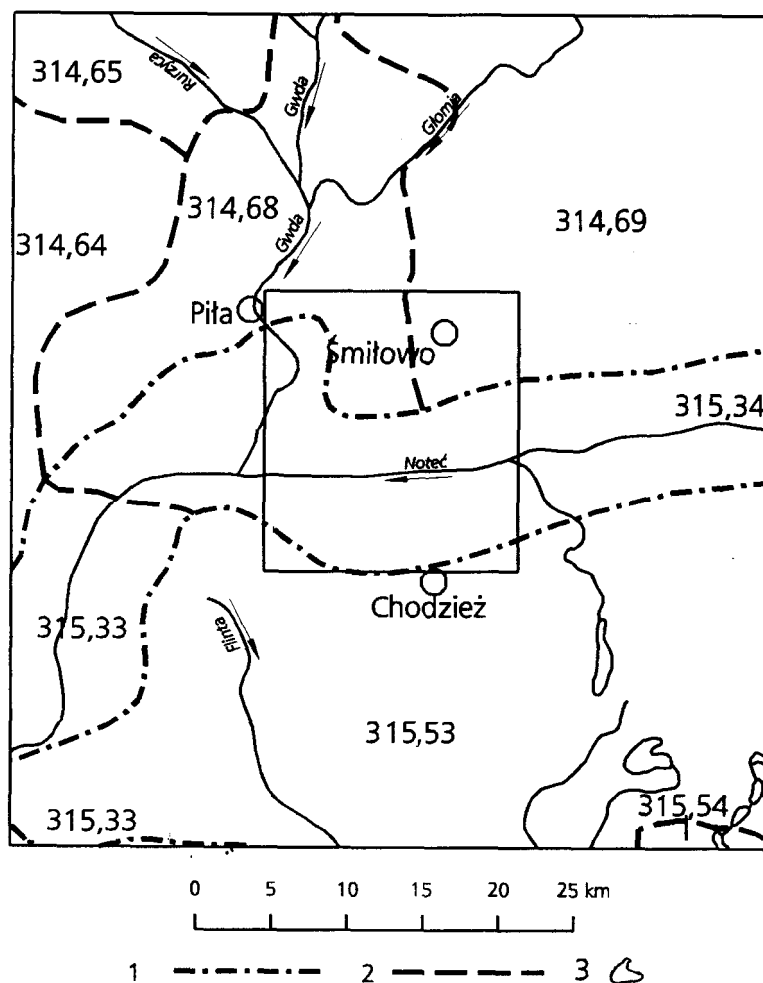 314,65
Rurzyca
Gwda
Głomia
314,68
314,69
314,64
Gwda
Piła
Śmiłowo
315,34
Noteć
Chodzież
315,33
Flinta
315,53
315,33
315,54
0 5 10 15 20 25 km
1 2 3